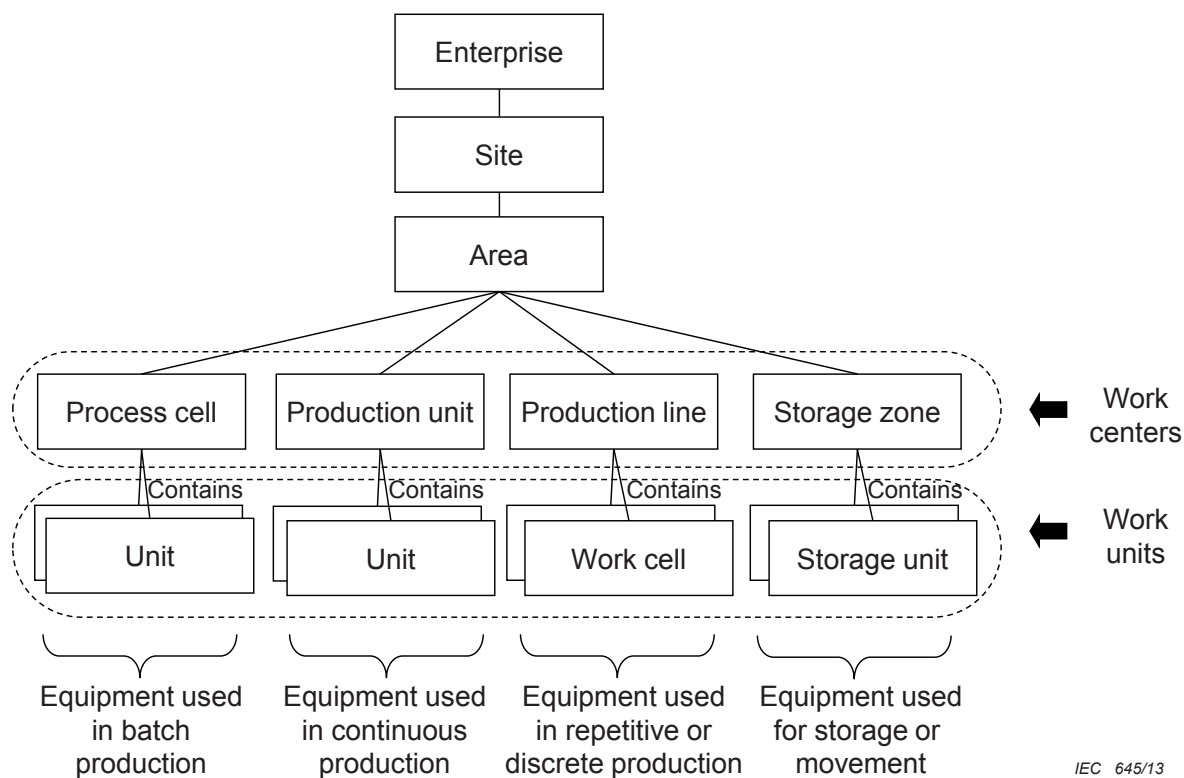 Enterprise
Site
Area
Process cell
Production unit
Production line
Storage zone
Work
centers
Contains
Contains
Contains
Contains
Unit
Unit
Work cell
Storage unit
Work
units
Equipment used
in batch
production
Equipment used
in continuous
production
Equipment used
in repetitive or
discrete production
Equipment used
for storage or
movement
IEC 645/13